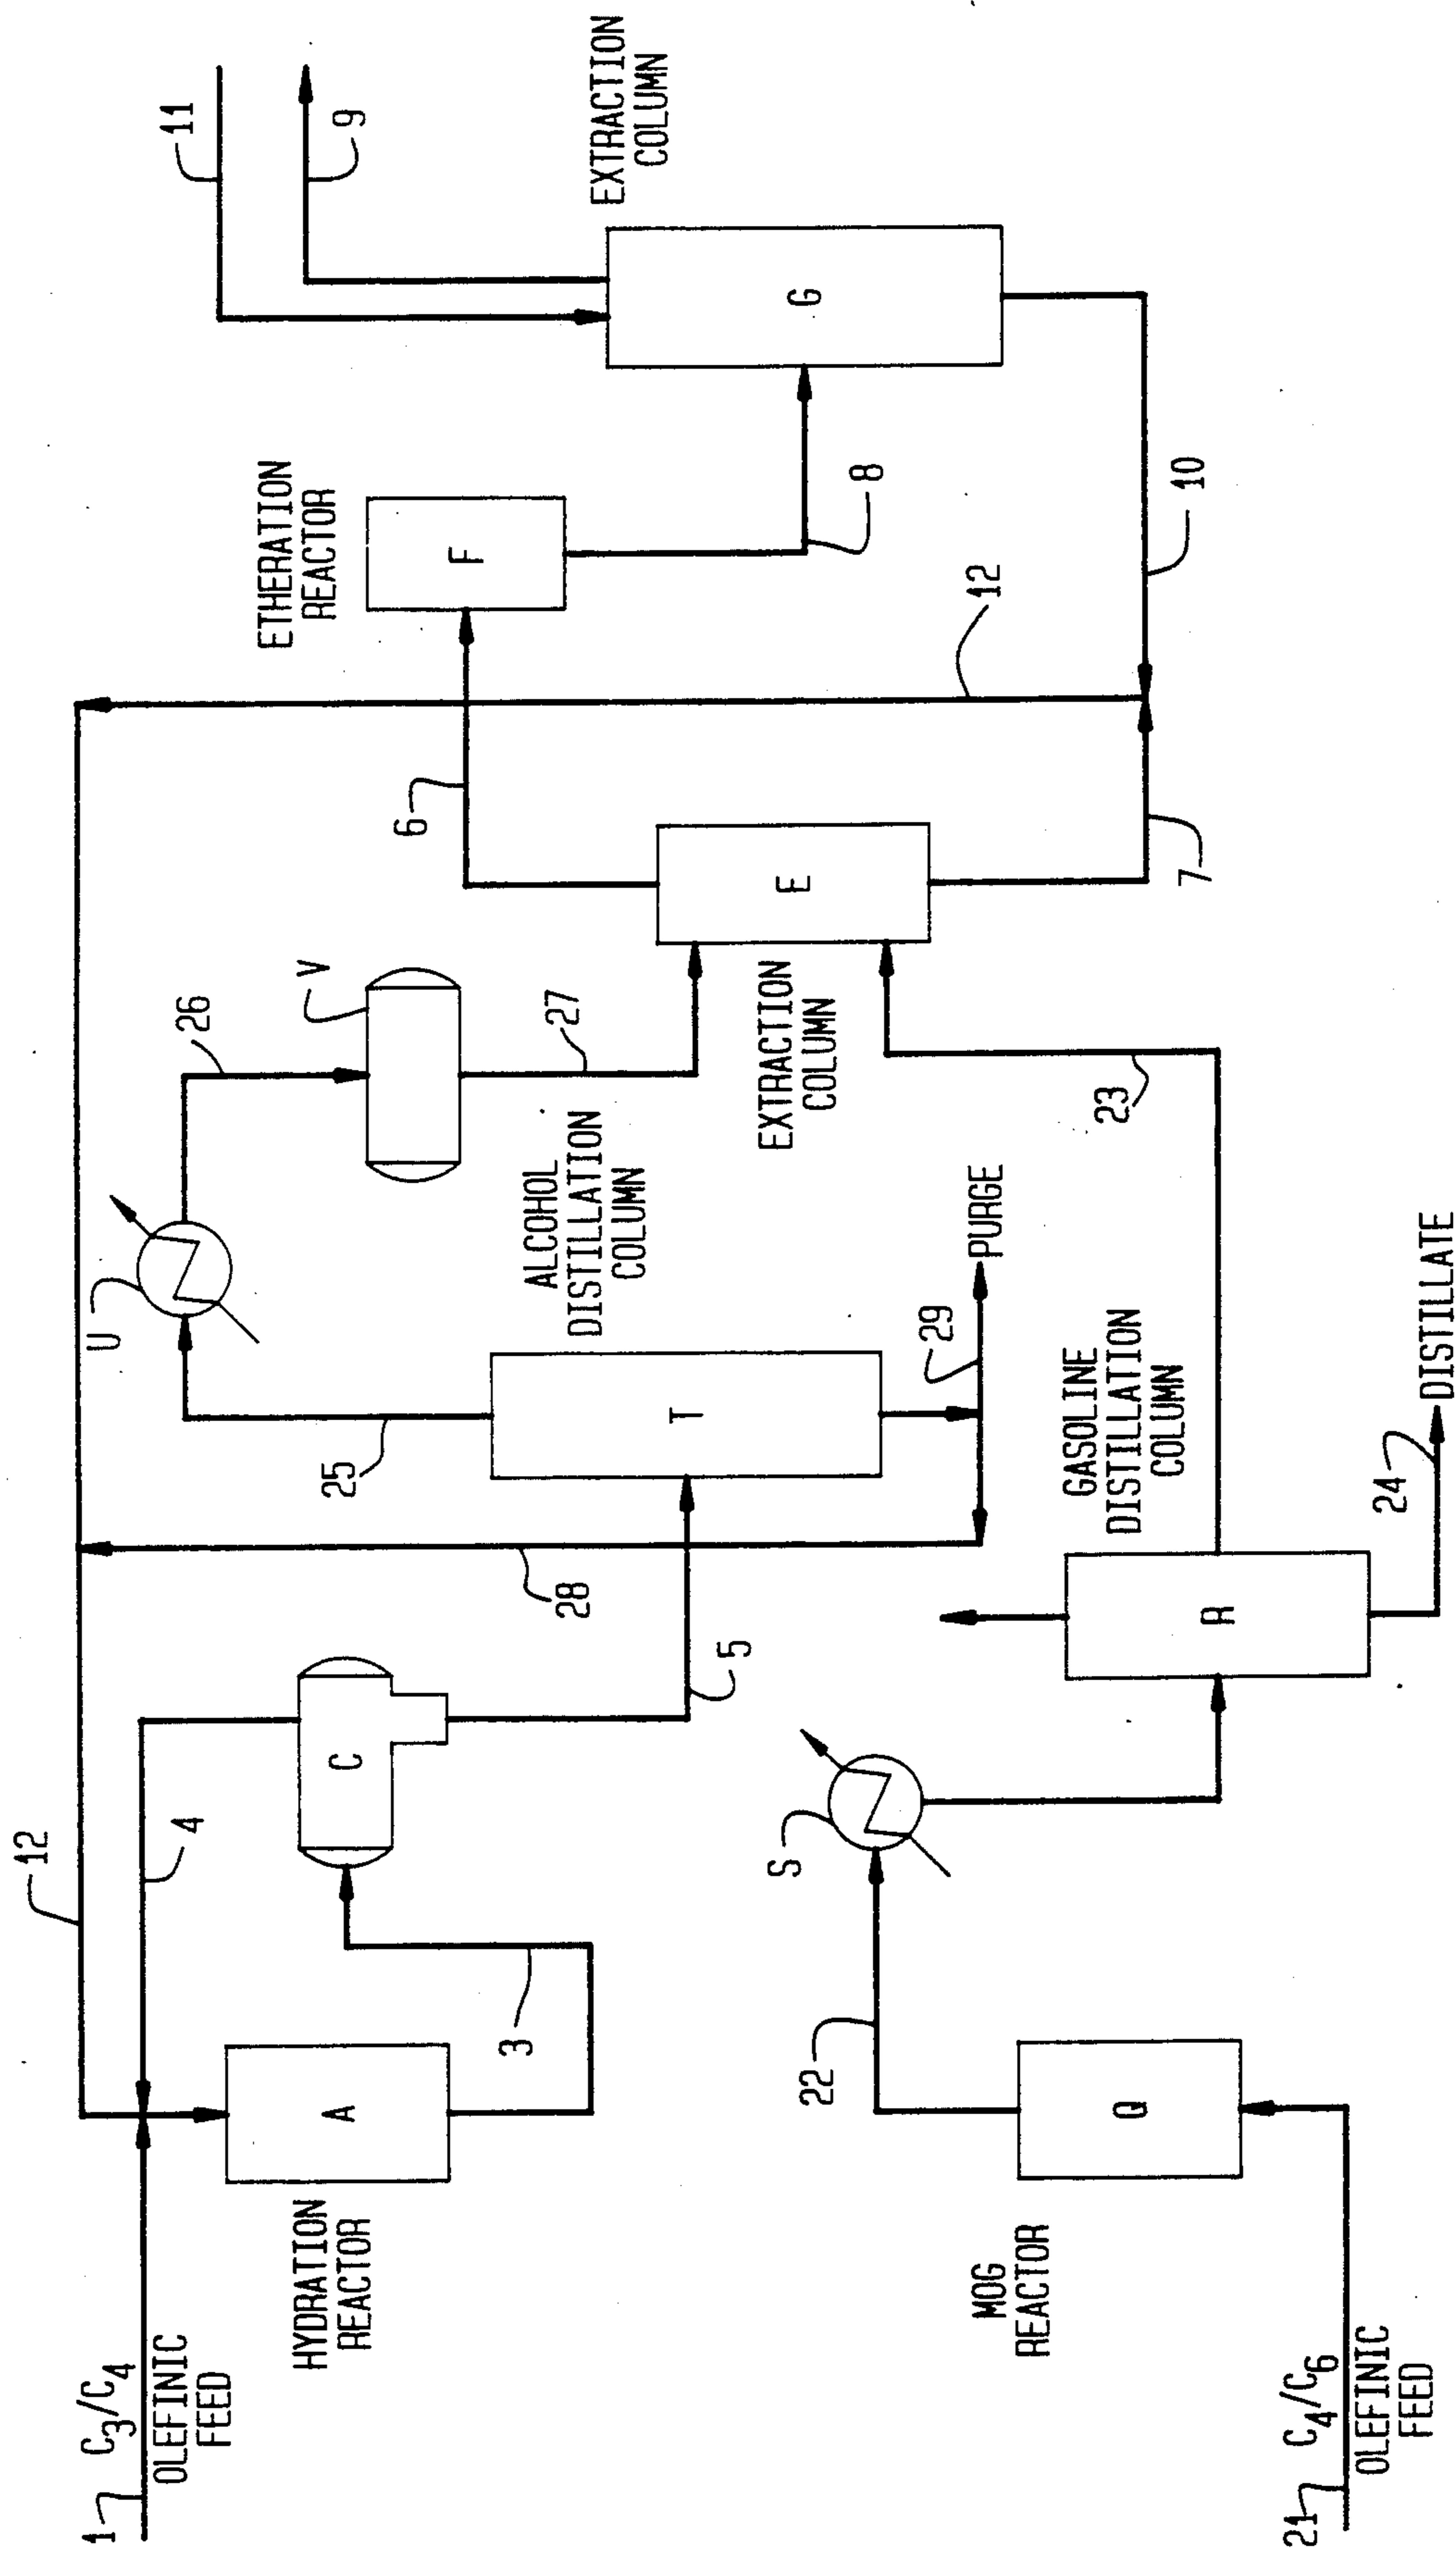 1
C3/C4
OLEFINIC
FEED
12
4
HYDRATION
REACTOR
A
3
C
5
28
25
U
26
V
27
T
ALCOHOL
DISTILLATION
COLUMN
29
PURGE
6
E
EXTRACTION
COLUMN
7
12
ETHERATION
REACTOR
F
8
11
9
EXTRACTION
COLUMN
G
10
21
C4/C6
OLEFINIC
FEED
MOG
REACTOR
Q
22
S
R
GASOLINE
DISTILLATION
COLUMN
24
DISTILLATE
23